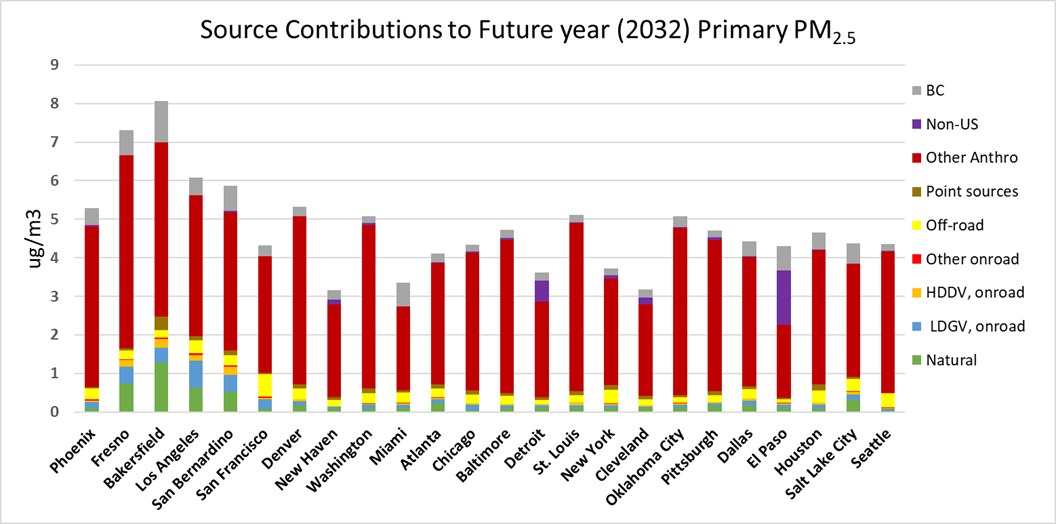 Source Contributions to Future year (2032) Primary PM2.5
ug/m3
9
8
7
6
5
4
3
2
1
0
Phoenix
Fresno
Bakersfield
Los Angeles
San Bernardino
San Francisco
Denver
New Haven
Washington
Miami
Atlanta
Chicago
Baltimore
Detroit
St. Louis
New York
Cleveland
Oklahoma City
Pittsburgh
Dallas
El Paso
Houston
Salt Lake City
Seattle
BC
Non-US
Other Anthro
Point sources
Off-road
Other onroad
HDDV, onroad
LDGV, onroad
Natural